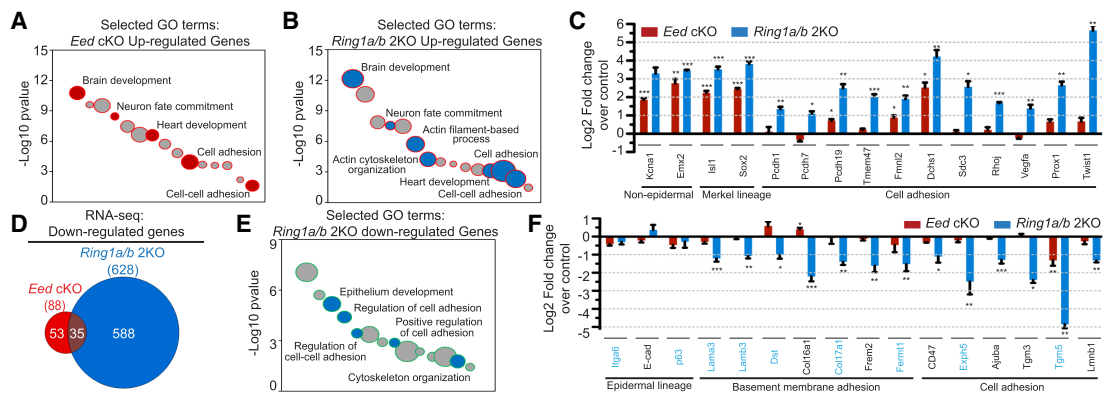 A
Selected GO terms:
Eed cKO Up-regulated Genes
-Log10 pvalue
15
12
9
6
3
0
Brain development
Neuron fate commitment
Heart development
Cell adhesion
Cell-cell adhesion
B
Selected GO terms:
Ring1a/b 2KO Up-regulated Genes
-Log10 pvalue
15
12
9
6
3
0
Brain development
Neuron fate commitment
Actin filament-based
process
Actin cytoskeleton
organization
Cell adhesion
Heart development
Cell-cell adhesion
C
Eed cKO
Ring1a/b 2KO
Log2 Fold change
over control
6
5
4
3
2
1
0
*** ** *** *** *** *** *** ** * * ** *** * ** * ** * *** ** ** **
Kcna1
Emx2
Isl1
Sox2
Pcdh1
Pcdh7
Pcdh19
Tmem47
Fmnl2
Dchs1
Sdc3
Rhoj
Vegfa
Prox1
Twist1
Non-epidermal
Merkel lineage
Cell adhesion
D
RNA-seq:
Down-regulated genes
Ring1a/b 2KO
(628)
Eed cKO
(88)
53
35
588
E
Selected GO terms:
Ring1a/b 2KO down-regulated Genes
-Log10 pvalue
9
6
3
0
Epithelium development
Regulation of cell adhesion
Positive regulation
of cell adhesion
Regulation of
cell-cell adhesion
Cytoskeleton organization
F
Eed cKO
Ring1a/b 2KO
Log2 Fold change
over control
1
0
-1
-2
-3
-4
-5
*** ** * * *** ** ** ** * ** *** * ** ** **
Itga6
E-cad
p63
Lama3
Lamb3
Dst
Col16a1
Col17a1
Frem2
Fermt1
CD47
Exph5
Ajuba
Tgm3
Tgm5
Lmnb1
Epidermal lineage
Basement membrane adhesion
Cell adhesion